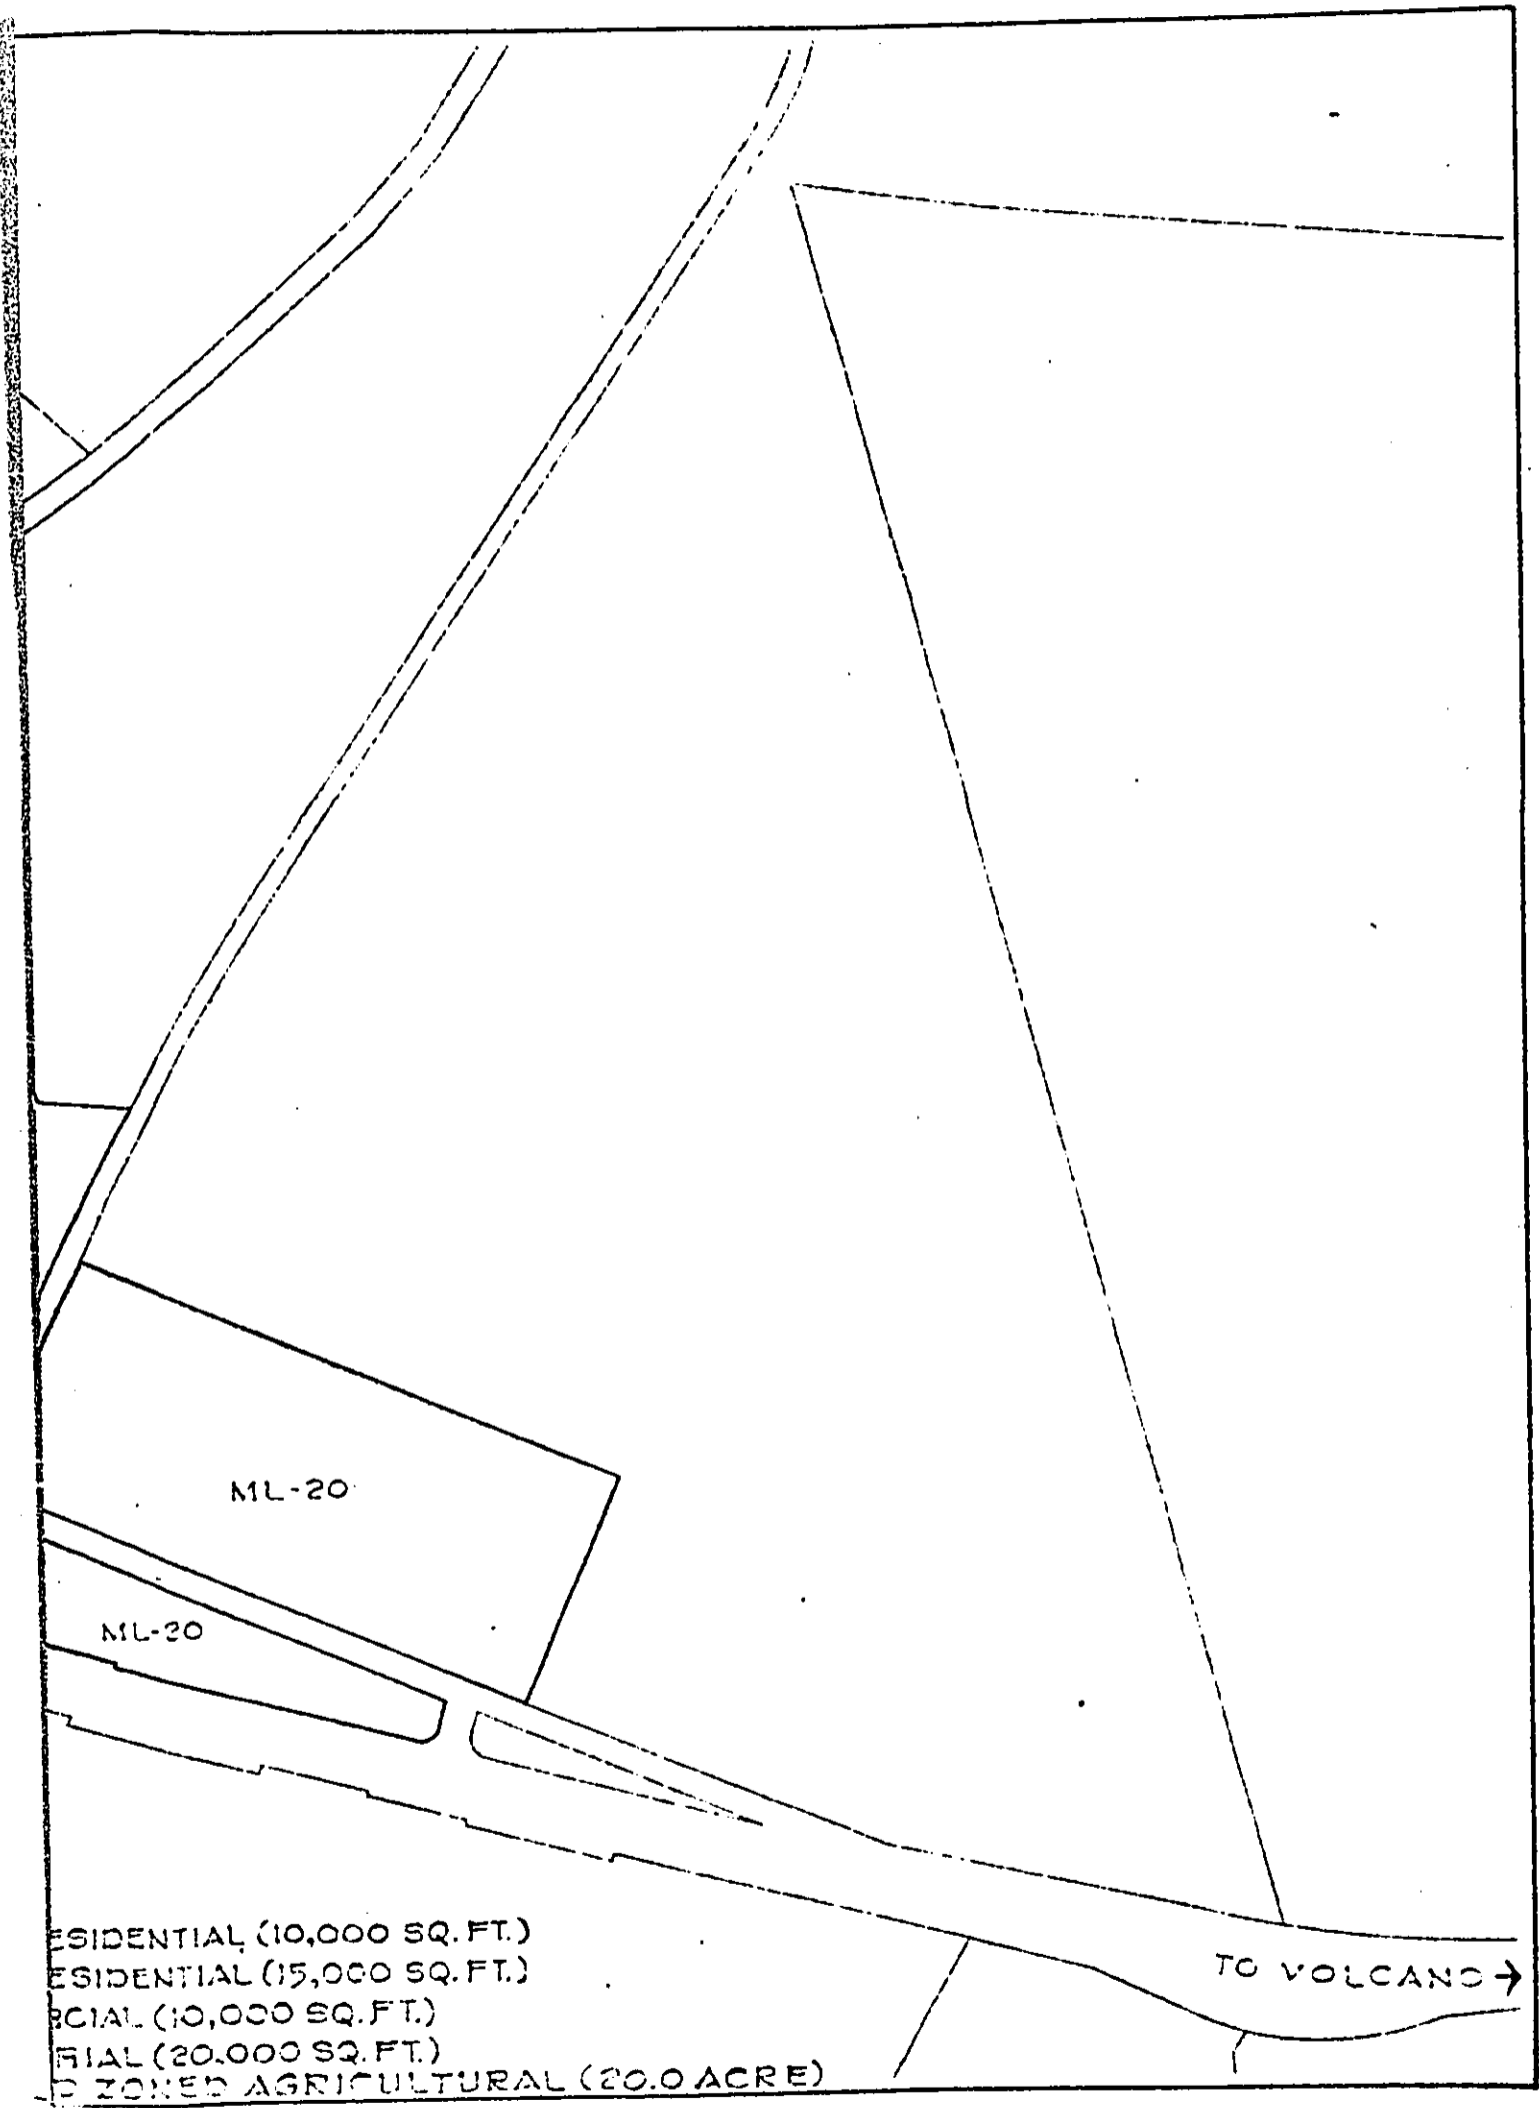 ML-20
ML-20
TO VOLCANO →
ESIDENTIAL (10,000 SQ. FT.)
ESIDENTIAL (15,000 SQ. FT.)
RCIAL (10,000 SQ. FT.)
RIAL (20,000 SQ. FT.)
D ZONED AGRICULTURAL (20.0 ACRE)